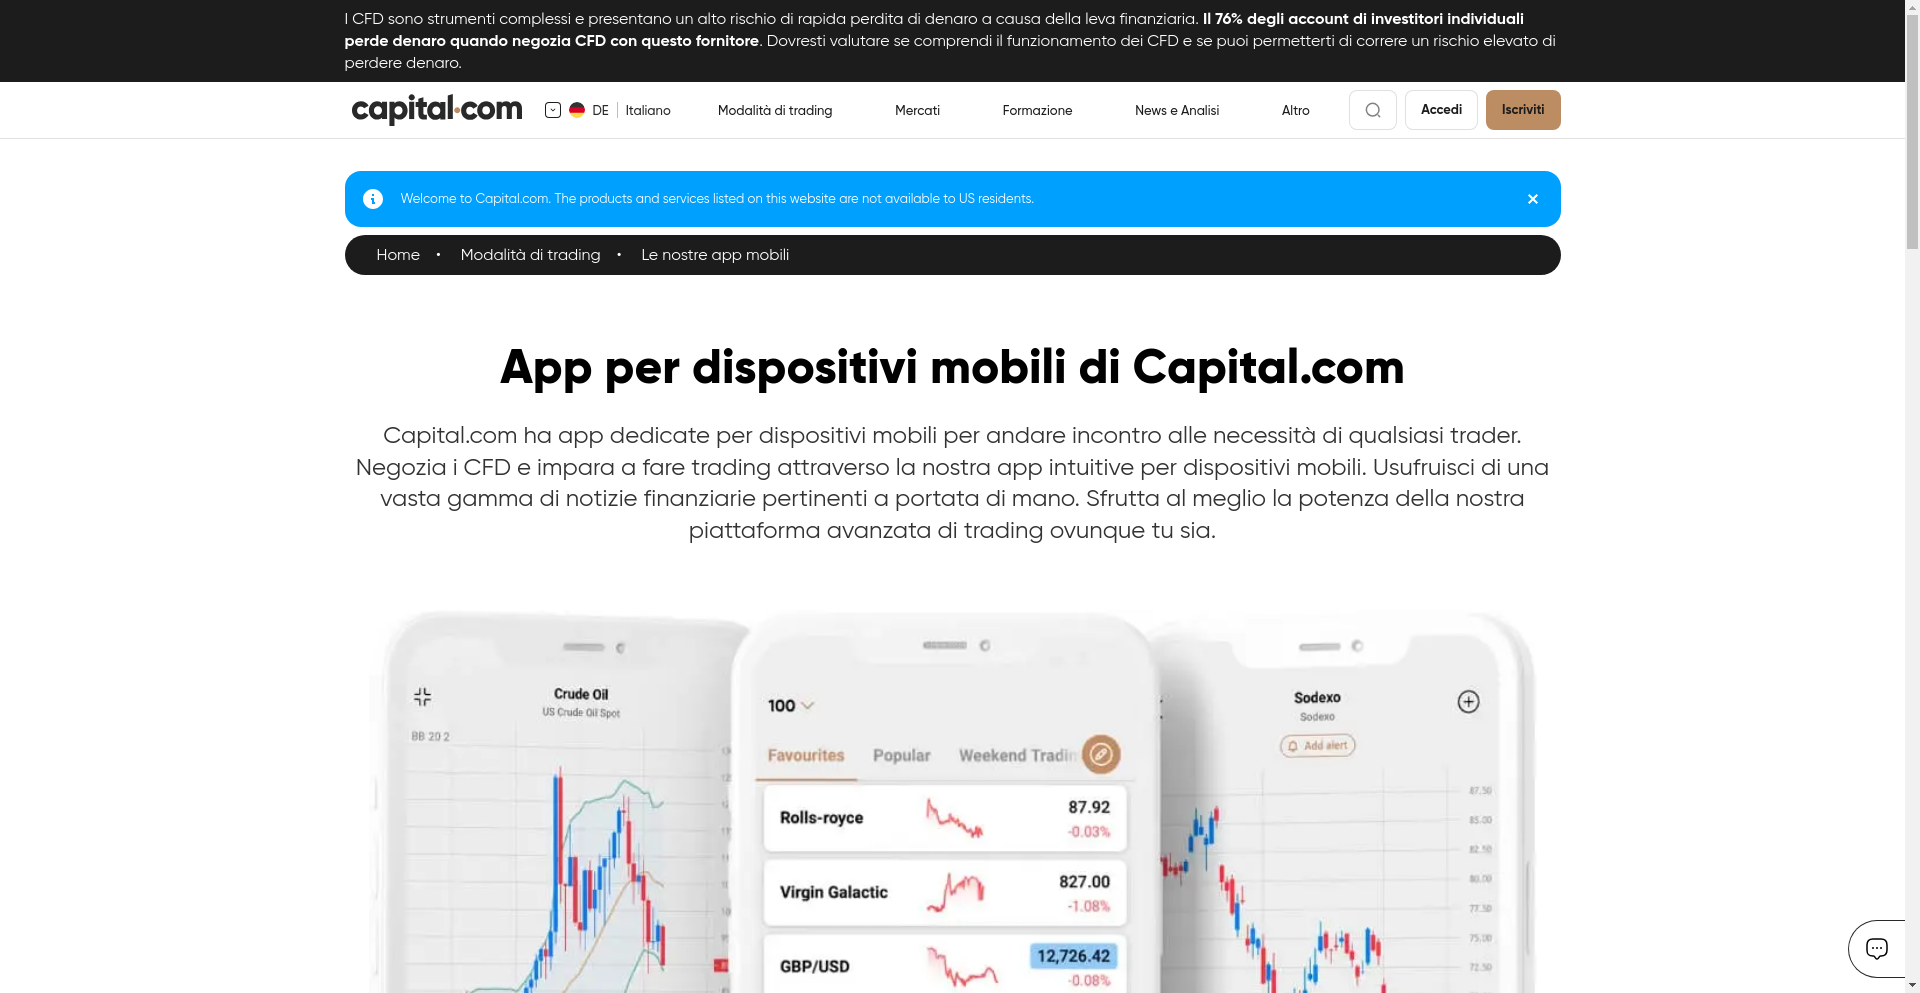 I CFD sono strumenti complessi e presentano un alto rischio di rapida perdita di denaro a causa della leva finanziaria. Il 76% degli account di investitori individuali
perde denaro quando negozia CFD con questo fornitore. Dovresti valutare se comprendi il funzionamento dei CFD e se puoi permetterti di correre un rischio elevato di
perdere denaro.
capital.com DE Italiano Modalità di trading Mercati Formazione News e Analisi Altro Accedi Iscriviti
Welcome to Capital.com. The products and services listed on this website are not available to US residents.
Home • Modalità di trading • Le nostre app mobili
App per dispositivi mobili di Capital.com
Capital.com ha app dedicate per dispositivi mobili per andare incontro alle necessità di qualsiasi trader.
Negozia i CFD e impara a fare trading attraverso la nostra app intuitive per dispositivi mobili. Usufruisci di una
vasta gamma di notizie finanziarie pertinenti a portata di mano. Sfrutta al meglio la potenza della nostra
piattaforma avanzata di trading ovunque tu sia.
Crude Oil
US Crude Oil Spot
BB 20 2
100
Favourites Popular Weekend Tradin
Rolls-royce 87.92
-0.03%
Virgin Galactic 827.00
-1.08%
GBP/USD 12,726.42
-0.08%
Sodexo
Sodexo
Add alert
87.50
85.00
82.50
80.00
77.50
75.00
72.50